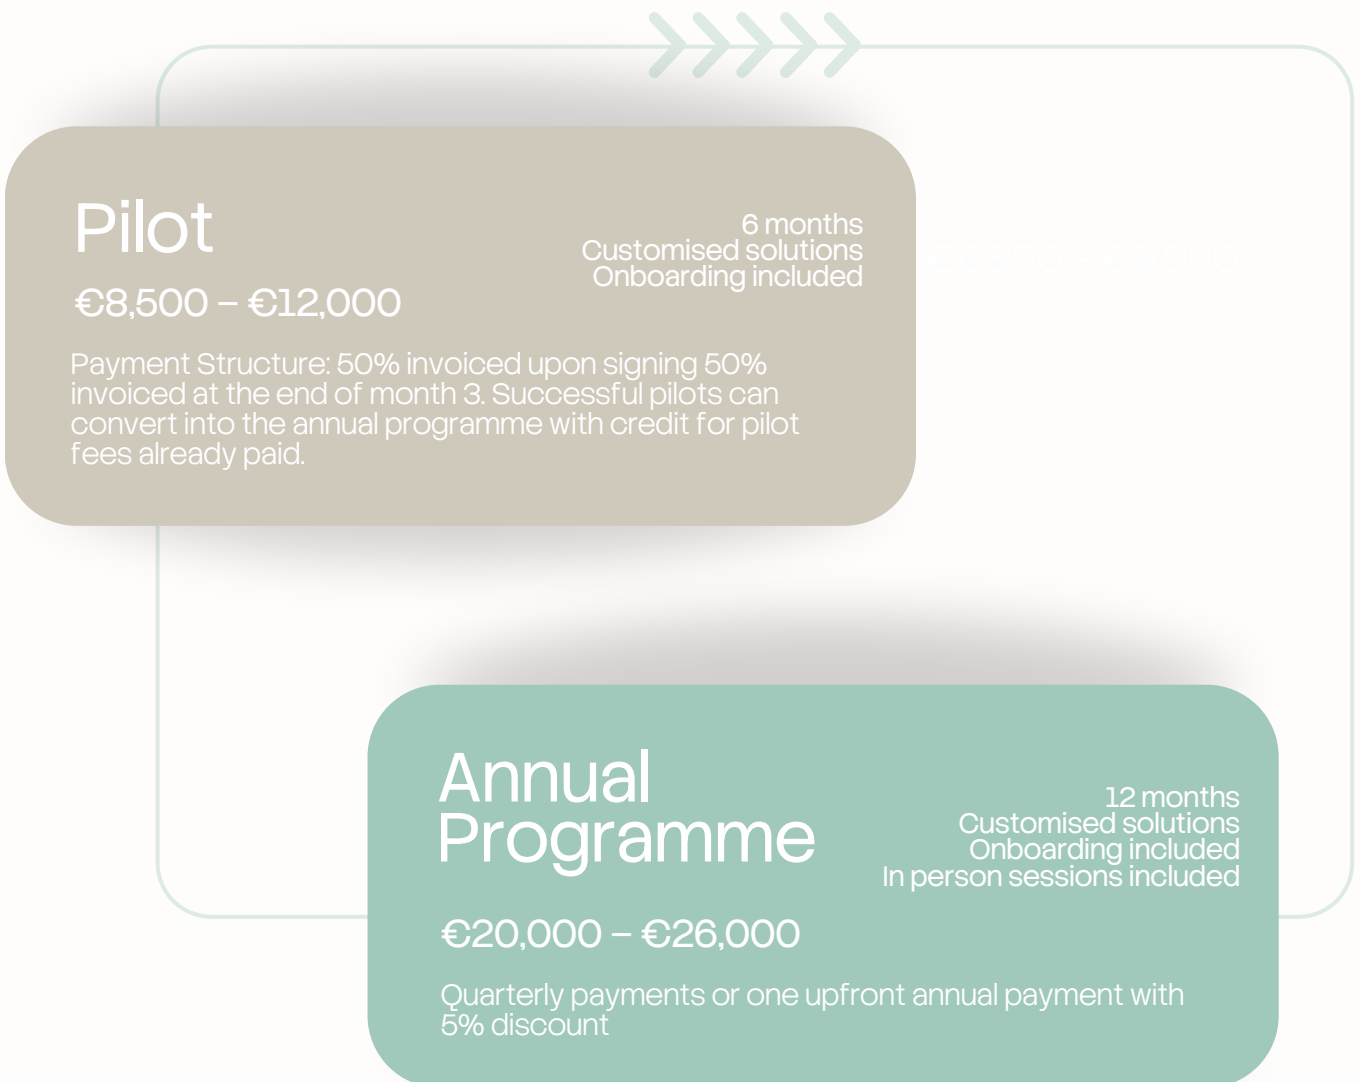 Pilot
6 months
Customised solutions
Onboarding included
€8,500 – €12,000
Payment Structure: 50% invoiced upon signing 50%
invoiced at the end of month 3. Successful pilots can
convert into the annual programme with credit for pilot
fees already paid.
Annual
Programme
12 months
Customised solutions
Onboarding included
In person sessions included
€20,000 – €26,000
Quarterly payments or one upfront annual payment with
5% discount